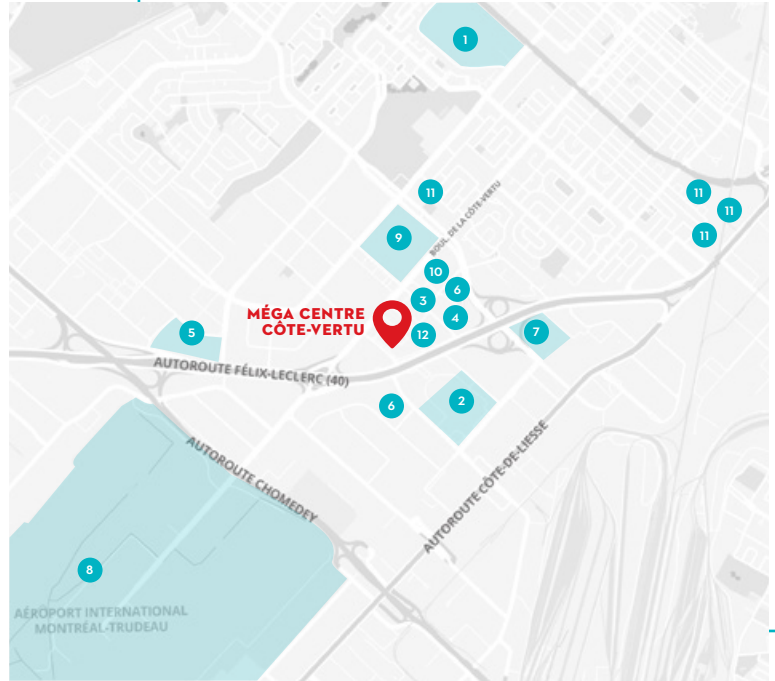 1
11
11
11
11
BOUL. DE LA CÔTE-VERTU
9
10
6
3
MÉGA CENTRE
CÔTE-VERTU
4
12
5
7
AUTOROUTE FÉLIX-LECLERC (40)
6
2
AUTOROUTE CHOMEDEY
AUTOROUTE CÔTE-DE-LIESSE
8
AÉROPORT INTERNATIONAL
MONTRÉAL-TRUDEAU